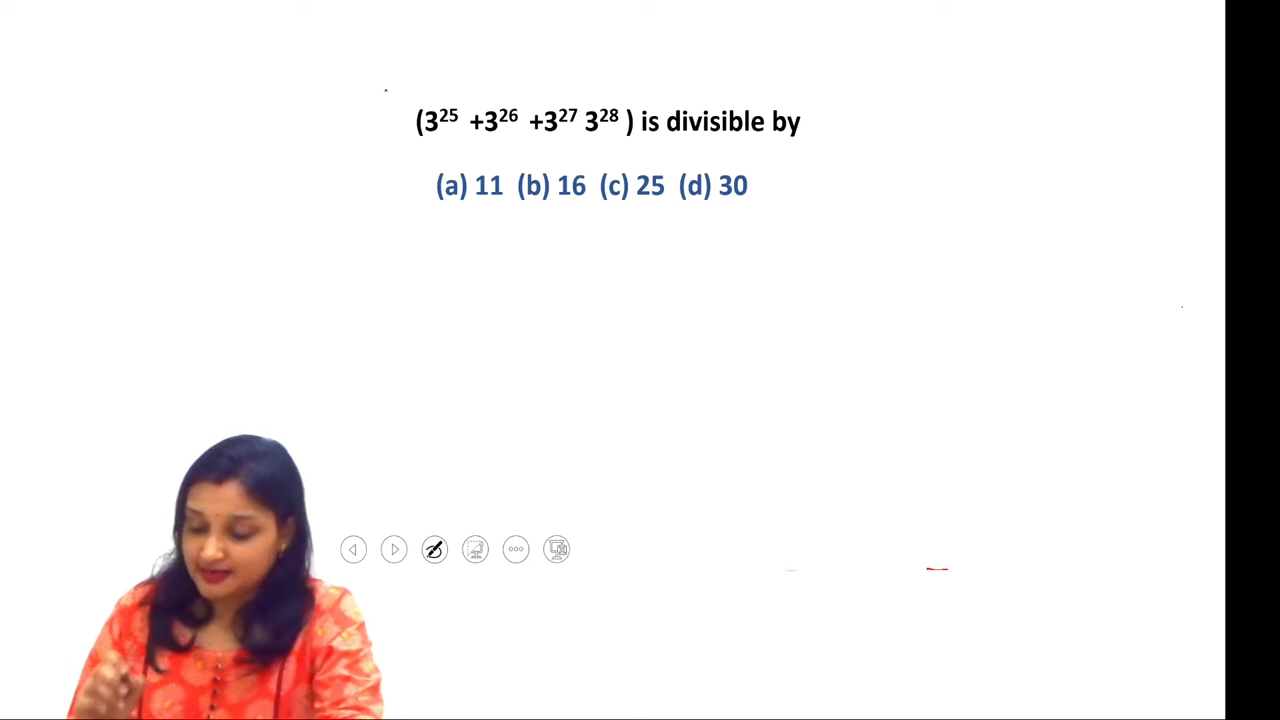 (3²⁵ +3²⁶ +3²⁷ 3²⁸ ) is divisible by
(a) 11 (b) 16 (c) 25 (d) 30